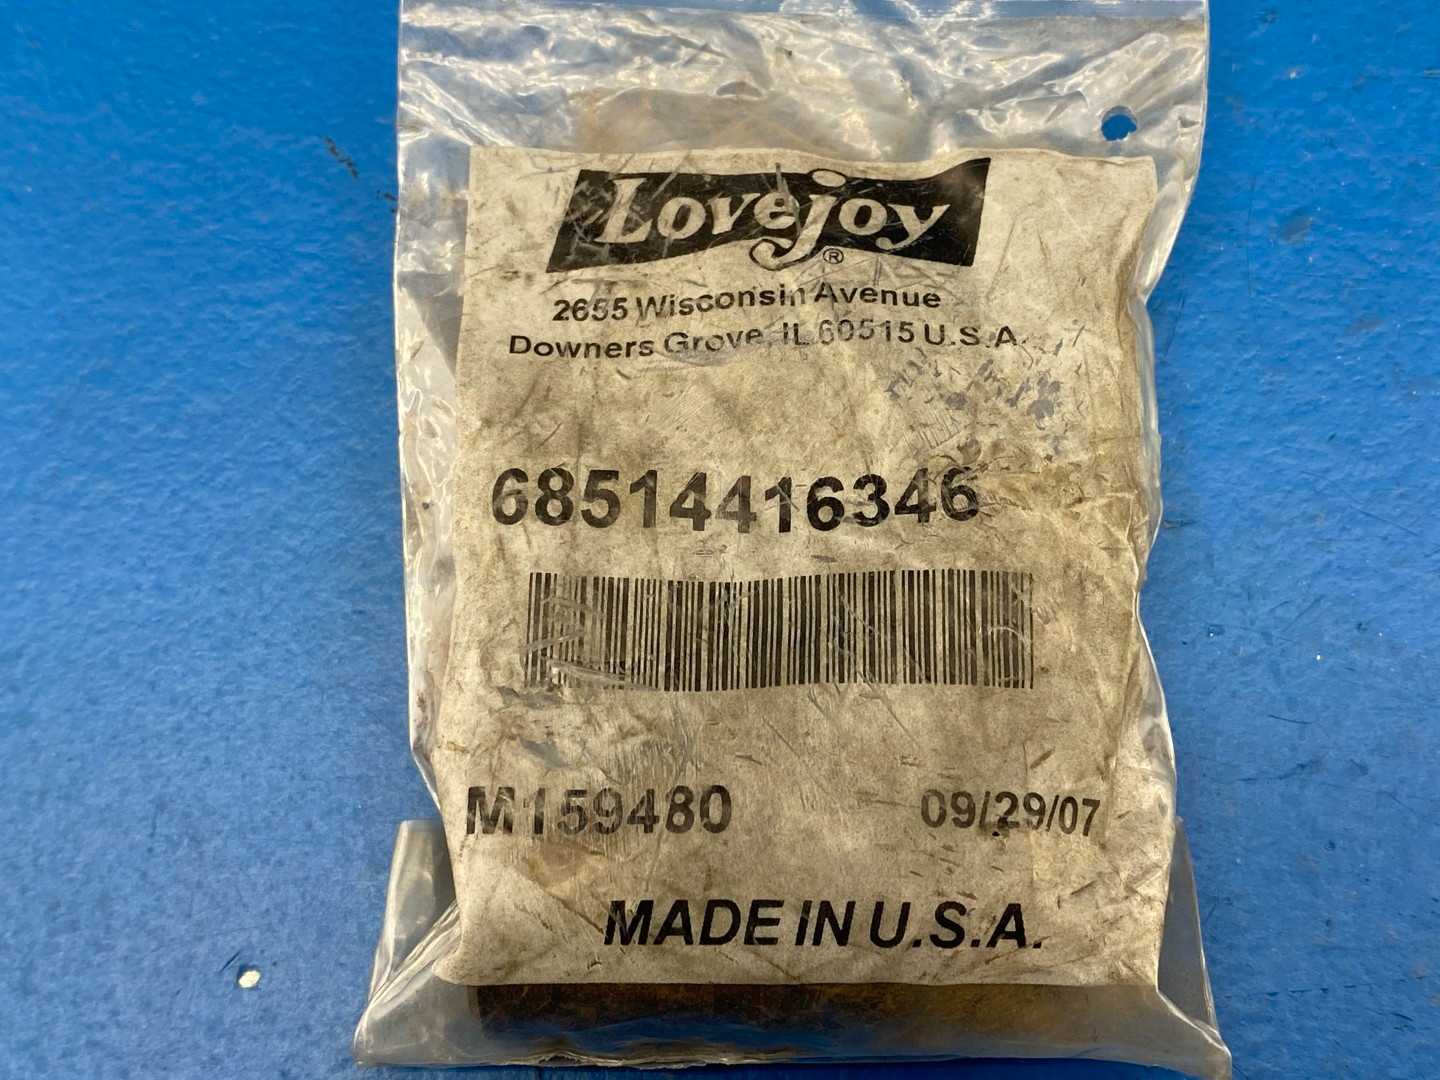 Lovejoy®
2655 Wisconsin Avenue
Downers Grove, IL 60515 U.S.A.
68514416346
M159480 09/29/07
MADE IN U.S.A.